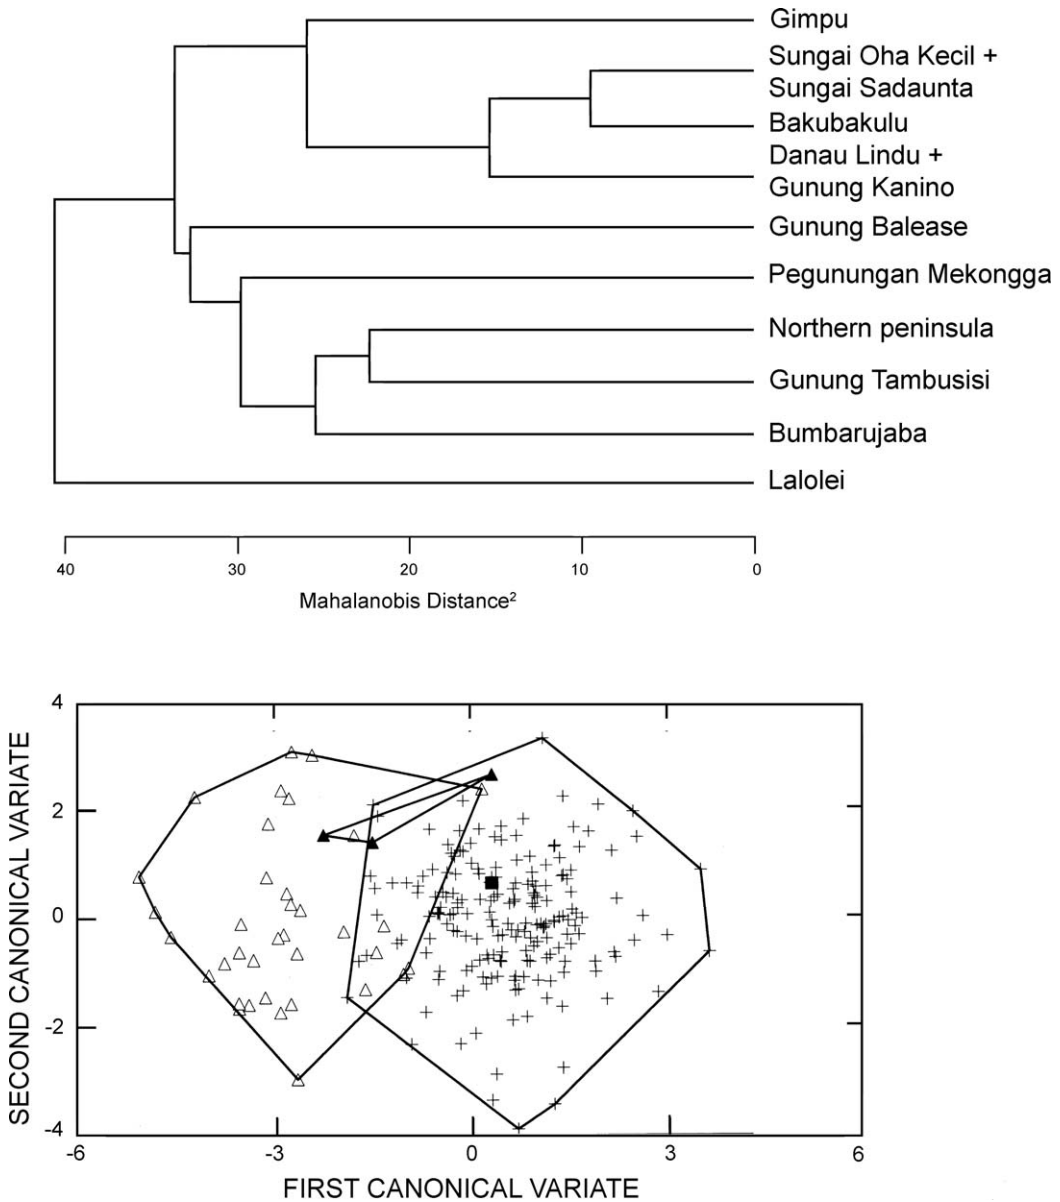 Gimpu
Sungai Oha Kecil +
Sungai Sadaunta
Bakubakulu
Danau Lindu +
Gunung Kanino
Gunung Balease
Pegunungan Mekongga
Northern peninsula
Gunung Tambusisi
Bumbarujaba
Lalolei
40 30 20 10 0
Mahalanobis Distance²
4
2
0
-2
-4
SECOND CANONICAL VARIATE
-6 -3 0 3 6
FIRST CANONICAL VARIATE